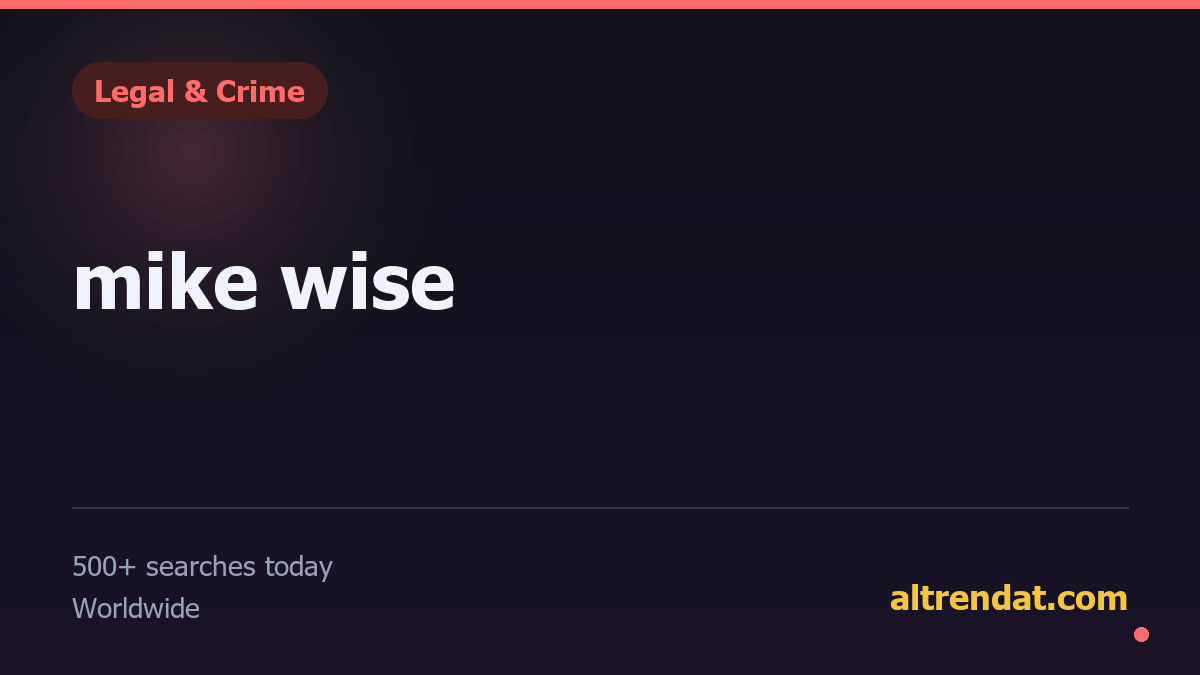 Legal & Crime
mike wise
500+ searches today
Worldwide
altrendat.com